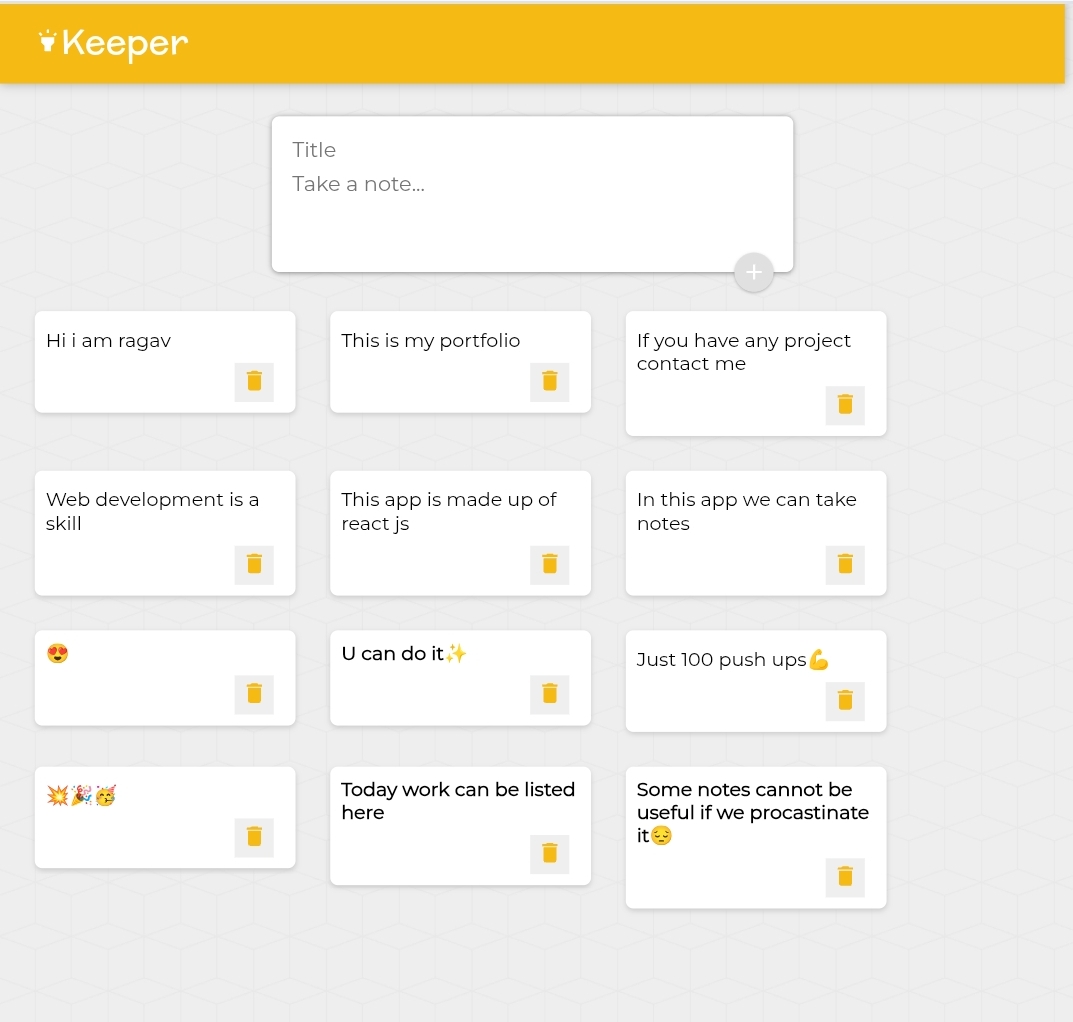 Keeper
Title
Take a note...
Hi i am ragav
This is my portfolio
If you have any project
contact me
Web development is a
skill
This app is made up of
react js
In this app we can take
notes
😍
U can do it✨
Just 100 push ups💪
💥🎉🥳
Today work can be listed
here
Some notes cannot be
useful if we procastinate
it😔